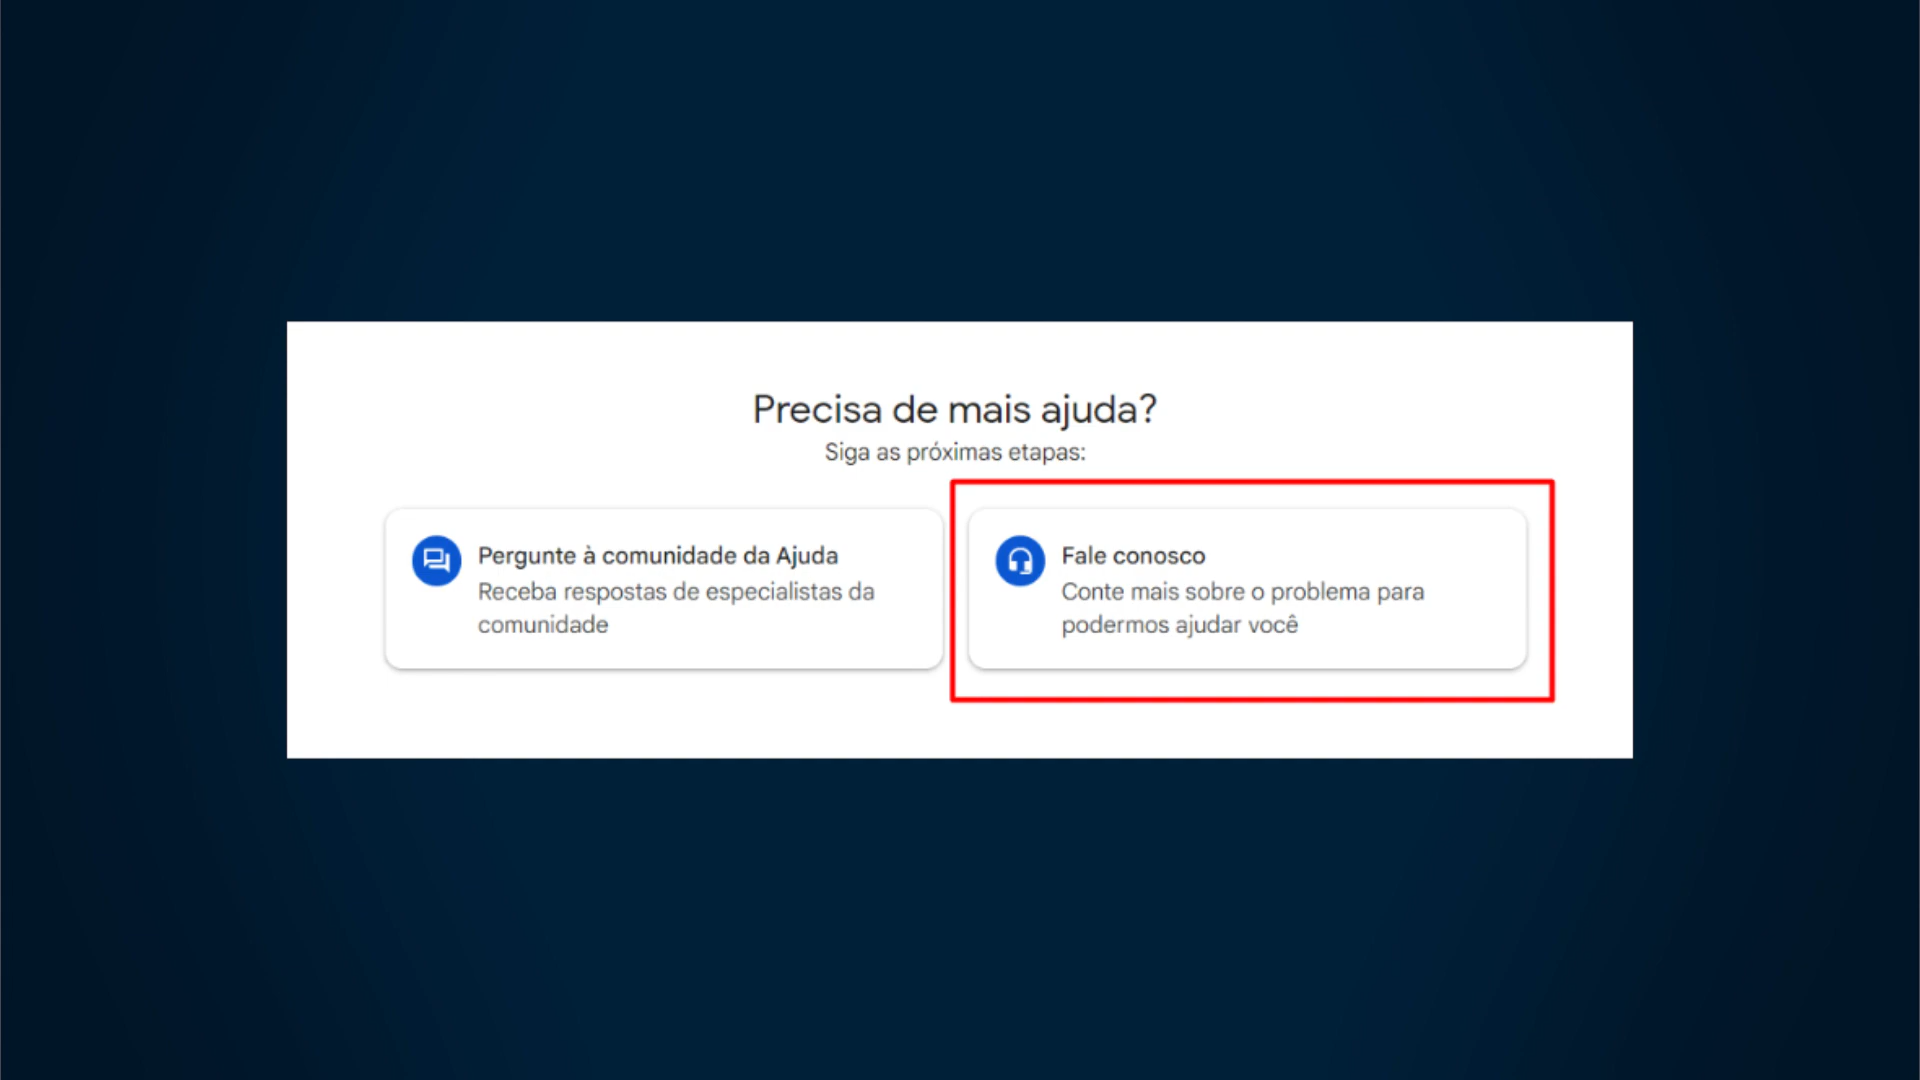 Precisa de mais ajuda?
Siga as próximas etapas:
Pergunte à comunidade da Ajuda
Receba respostas de especialistas da
comunidade
Fale conosco
Conte mais sobre o problema para
podermos ajudar você